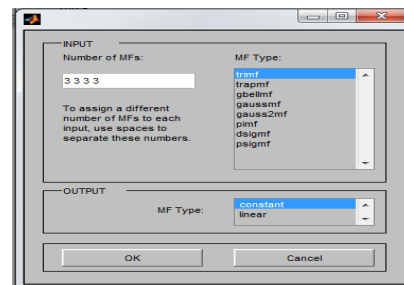 INPUT
Number of MFs:
3 3 3 3
To assign a different
number of MFs to each
input, use spaces to
separate these numbers.
MF Type:
trimf
trapmf
gbellmf
gaussmf
gauss2mf
pimf
dsigmf
psigmf
OUTPUT
MF Type:
constant
linear
OK
Cancel